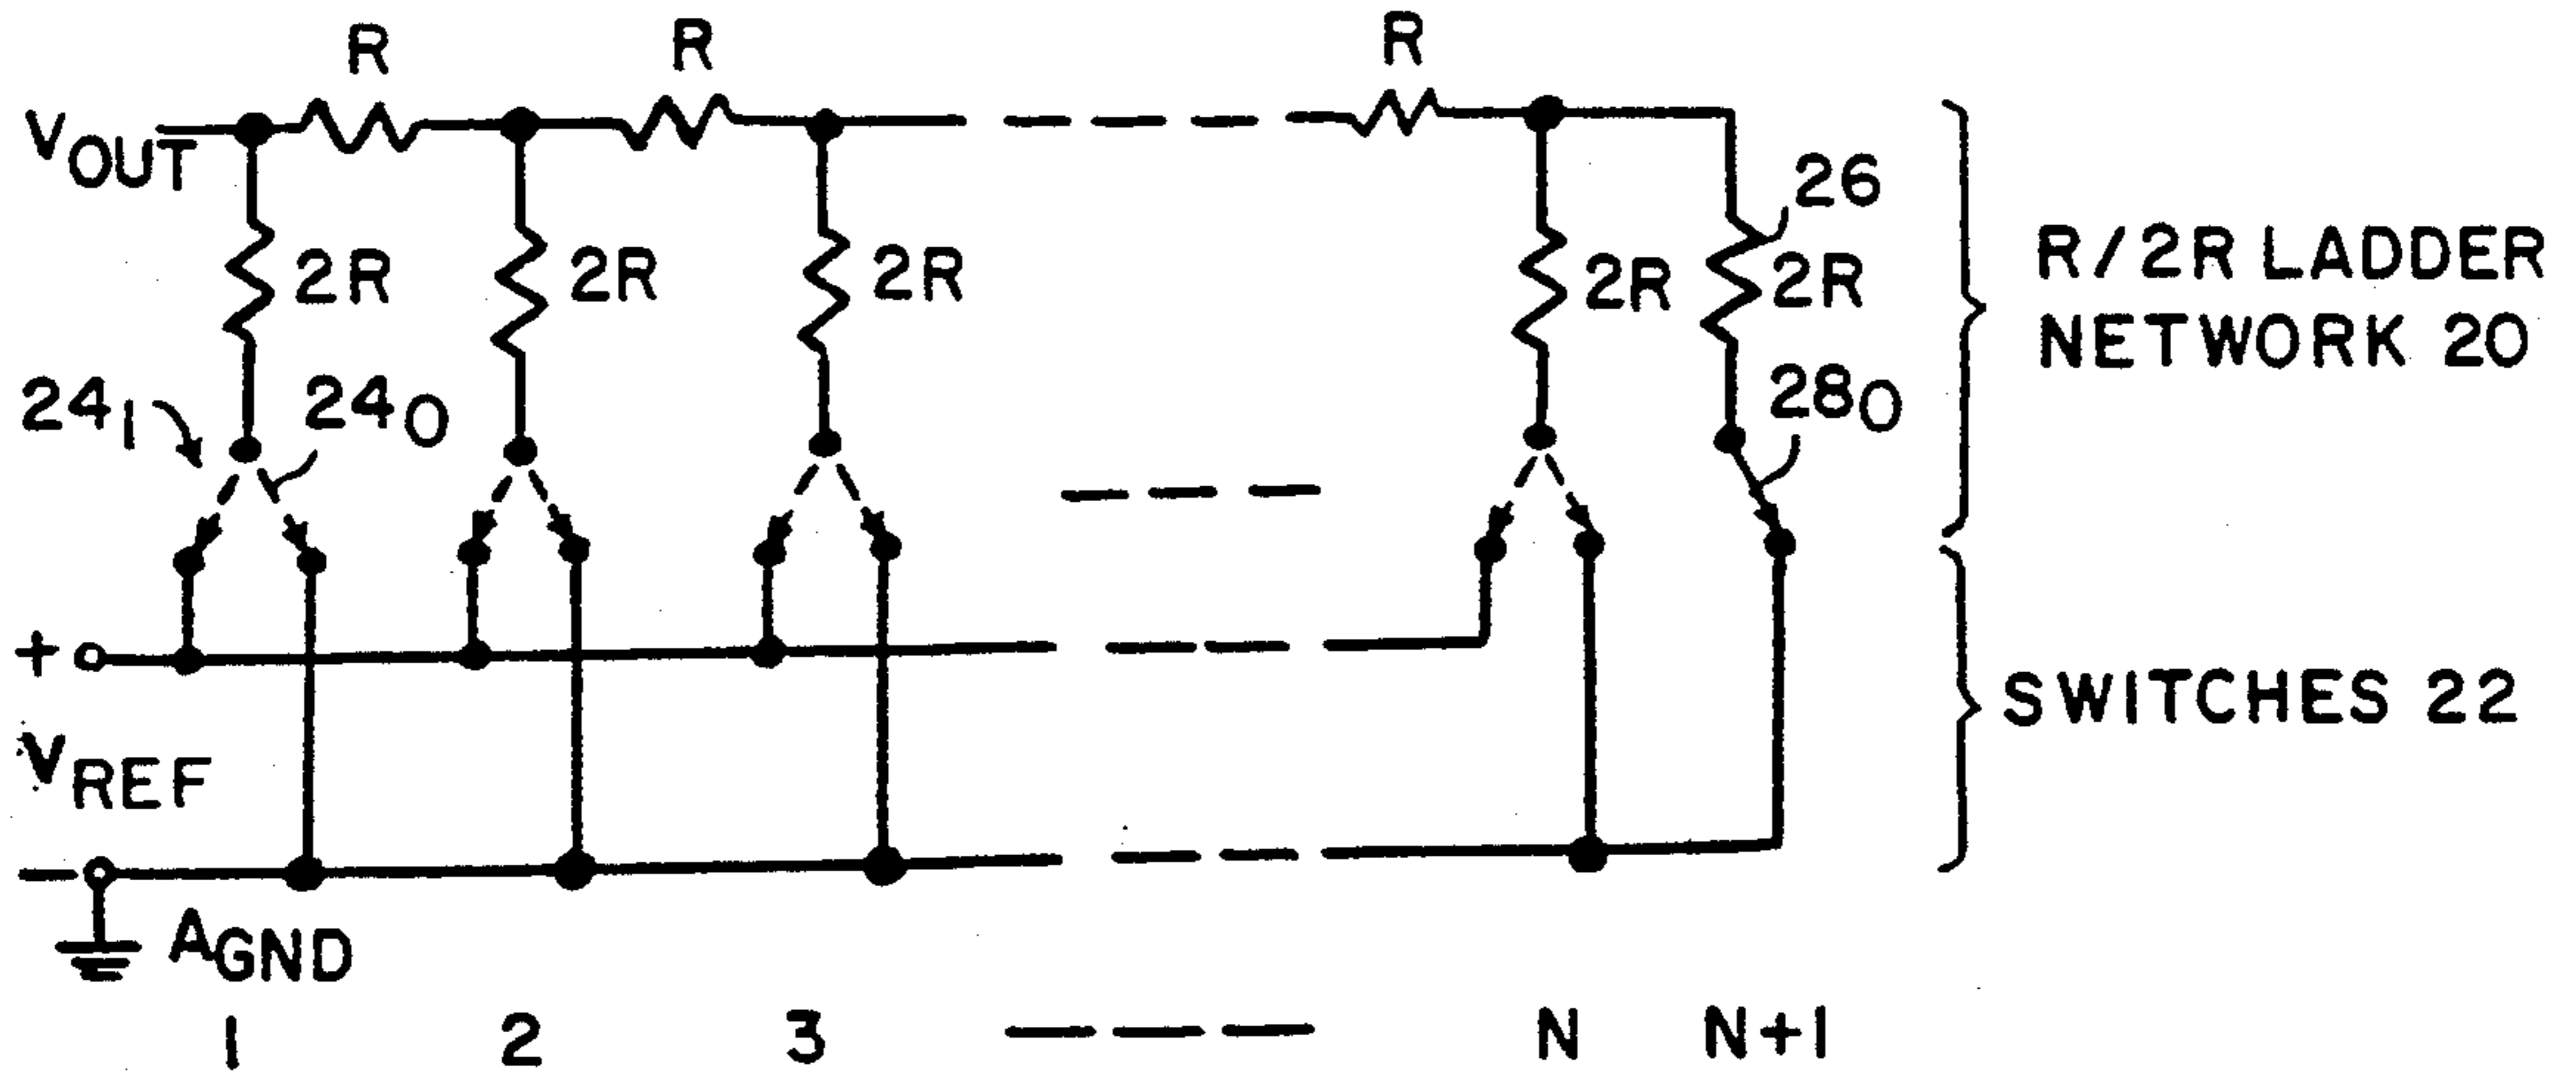 R R R
VOUT
26
2R 2R 2R 2R 2R
R/2R LADDER
NETWORK 20
241 240 280
+
VREF
SWITCHES 22
−
AGND
1 2 3 --- N N+1